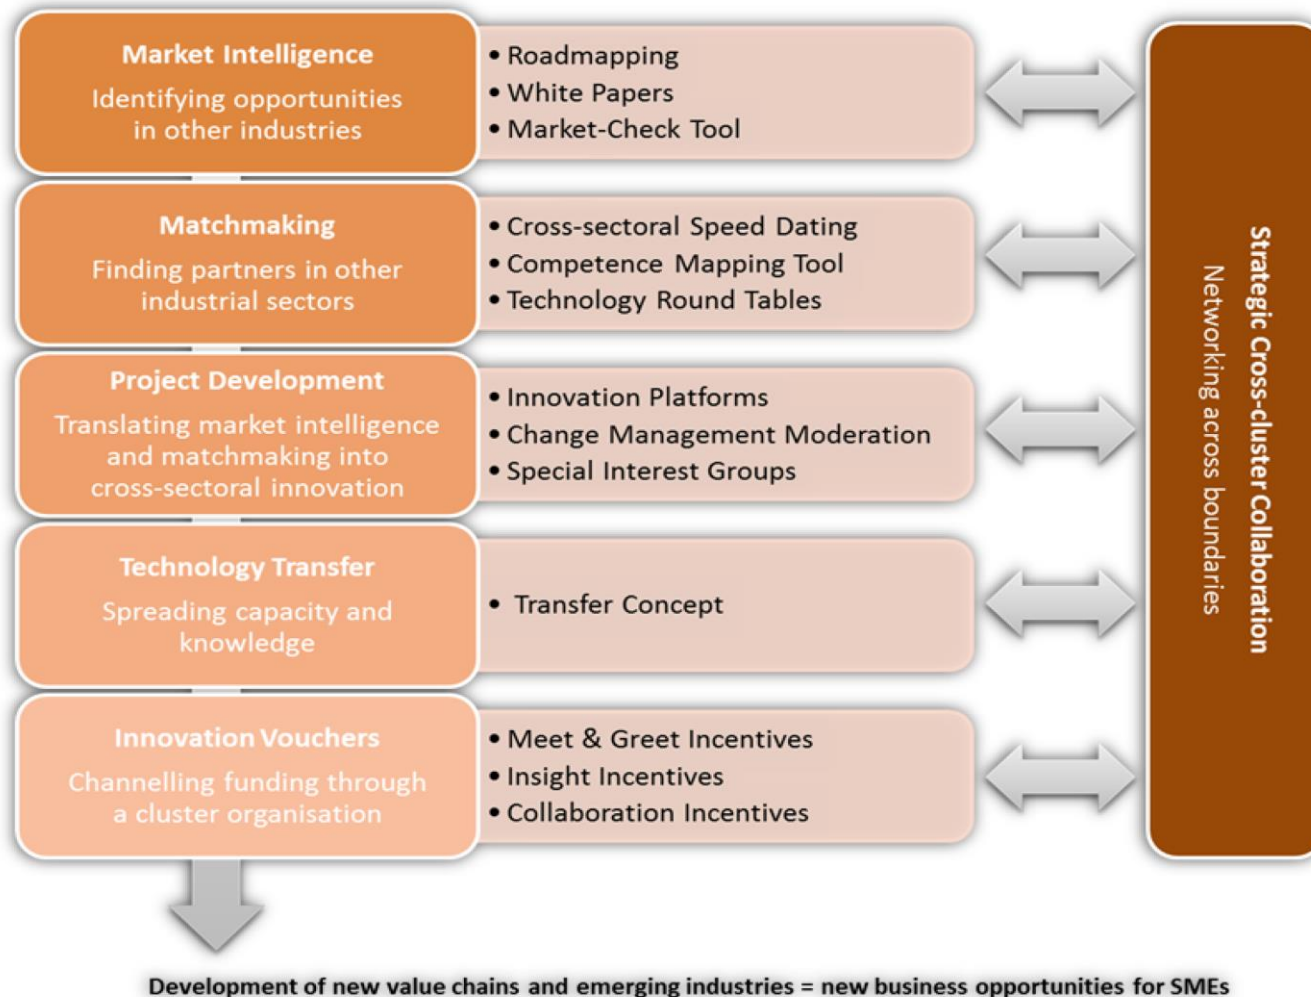 Market Intelligence
Identifying opportunities
in other industries
• Roadmapping
• White Papers
• Market-Check Tool
Matchmaking
Finding partners in other
industrial sectors
• Cross-sectoral Speed Dating
• Competence Mapping Tool
• Technology Round Tables
Project Development
Translating market intelligence
and matchmaking into
cross-sectoral innovation
• Innovation Platforms
• Change Management Moderation
• Special Interest Groups
Technology Transfer
Spreading capacity and
knowledge
• Transfer Concept
Innovation Vouchers
Channelling funding through
a cluster organisation
• Meet & Greet Incentives
• Insight Incentives
• Collaboration Incentives
Strategic Cross-cluster Collaboration
Networking across boundaries
Development of new value chains and emerging industries = new business opportunities for SMEs